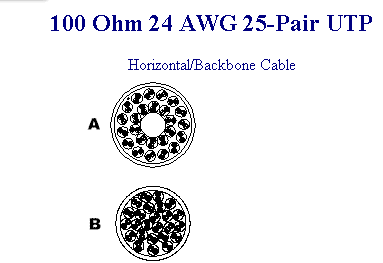 100 Ohm 24 AWG 25-Pair UTP
Horizontal/Backbone Cable
A
B